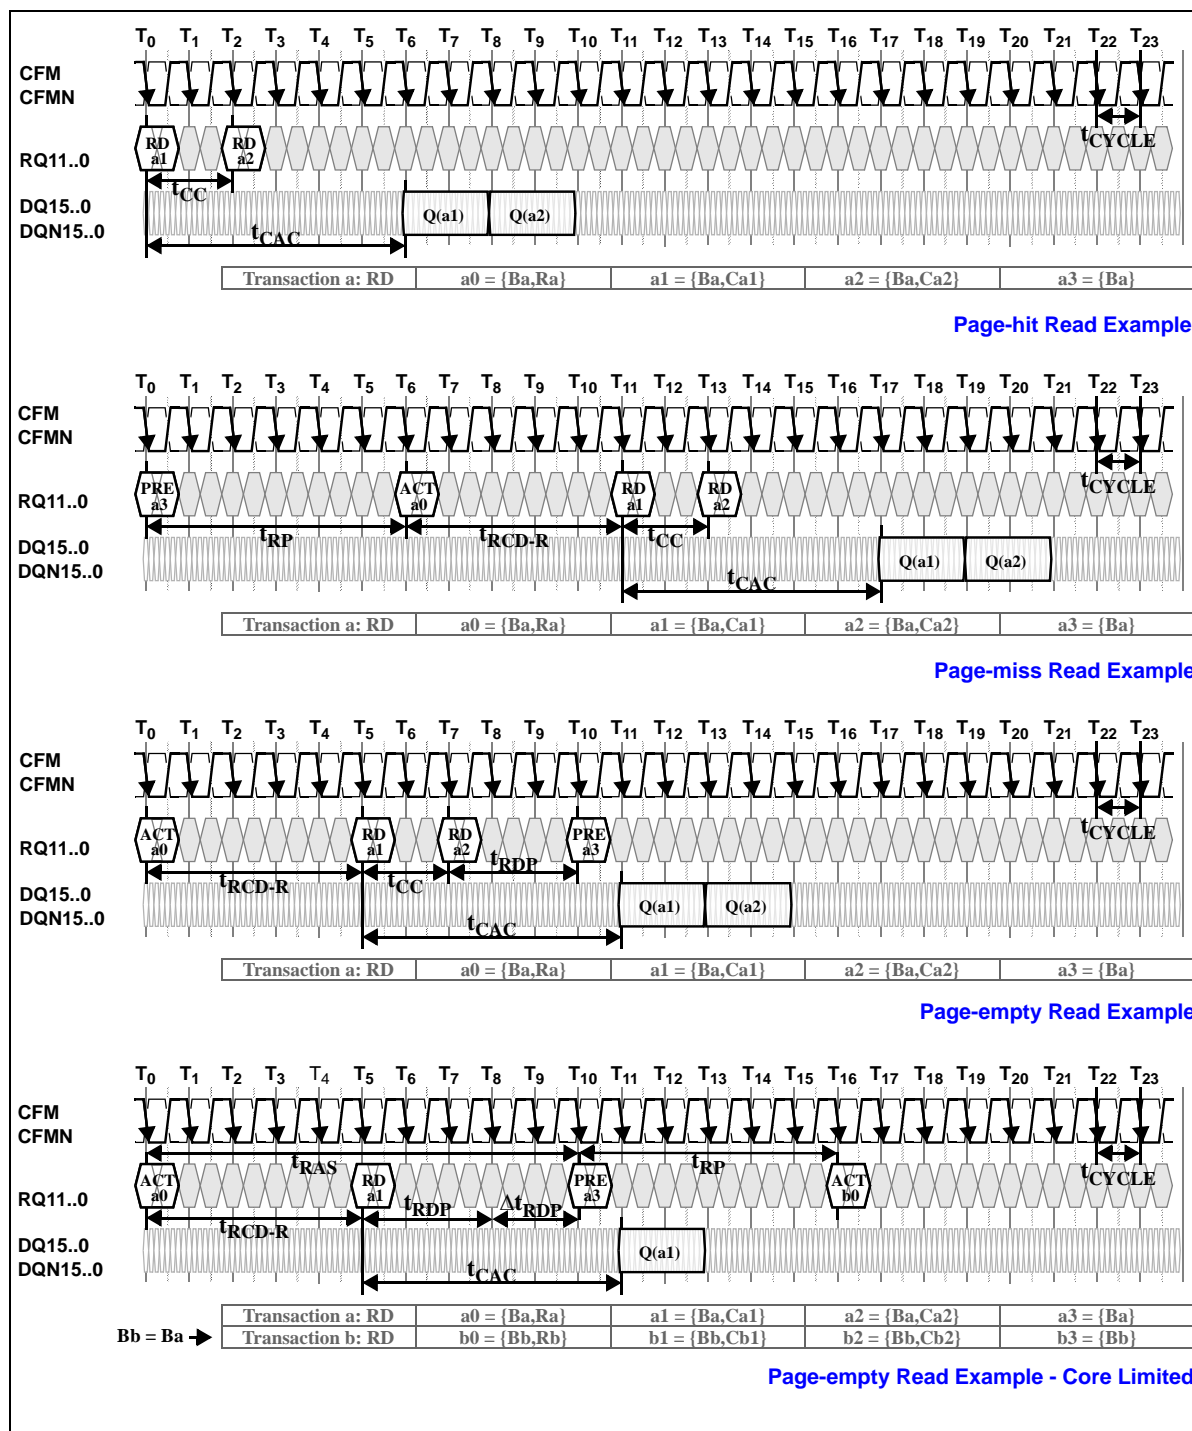 T0 T1 T2 T3 T4 T5 T6 T7 T8 T9 T10 T11 T12 T13 T14 T15 T16 T17 T18 T19 T20 T21 T22 T23
CFM
CFMN
RQ11..0
RD a1
RD a2
tCYCLE
tCC
DQ15..0
DQN15..0
Q(a1)
Q(a2)
tCAC
Transaction a: RD a0 = {Ba,Ra} a1 = {Ba,Ca1} a2 = {Ba,Ca2} a3 = {Ba}
Page-hit Read Example
T0 T1 T2 T3 T4 T5 T6 T7 T8 T9 T10 T11 T12 T13 T14 T15 T16 T17 T18 T19 T20 T21 T22 T23
CFM
CFMN
RQ11..0
PRE a3
ACT a0
RD a1
RD a2
tCYCLE
tRP
tRCD-R
tCC
DQ15..0
DQN15..0
Q(a1)
Q(a2)
tCAC
Transaction a: RD a0 = {Ba,Ra} a1 = {Ba,Ca1} a2 = {Ba,Ca2} a3 = {Ba}
Page-miss Read Example
T0 T1 T2 T3 T4 T5 T6 T7 T8 T9 T10 T11 T12 T13 T14 T15 T16 T17 T18 T19 T20 T21 T22 T23
CFM
CFMN
RQ11..0
ACT a0
RD a1
RD a2
tRDP
PRE a3
tCYCLE
tRCD-R
tCC
DQ15..0
DQN15..0
Q(a1)
Q(a2)
tCAC
Transaction a: RD a0 = {Ba,Ra} a1 = {Ba,Ca1} a2 = {Ba,Ca2} a3 = {Ba}
Page-empty Read Example
T0 T1 T2 T3 T4 T5 T6 T7 T8 T9 T10 T11 T12 T13 T14 T15 T16 T17 T18 T19 T20 T21 T22 T23
CFM
CFMN
tRAS
tRP
RQ11..0
ACT a0
RD a1
tRDP
ΔtRDP
PRE a3
ACT b0
tCYCLE
tRCD-R
DQ15..0
DQN15..0
Q(a1)
tCAC
Transaction a: RD a0 = {Ba,Ra} a1 = {Ba,Ca1} a2 = {Ba,Ca2} a3 = {Ba}
Bb = Ba Transaction b: RD b0 = {Bb,Rb} b1 = {Bb,Cb1} b2 = {Bb,Cb2} b3 = {Bb}
Page-empty Read Example - Core Limited